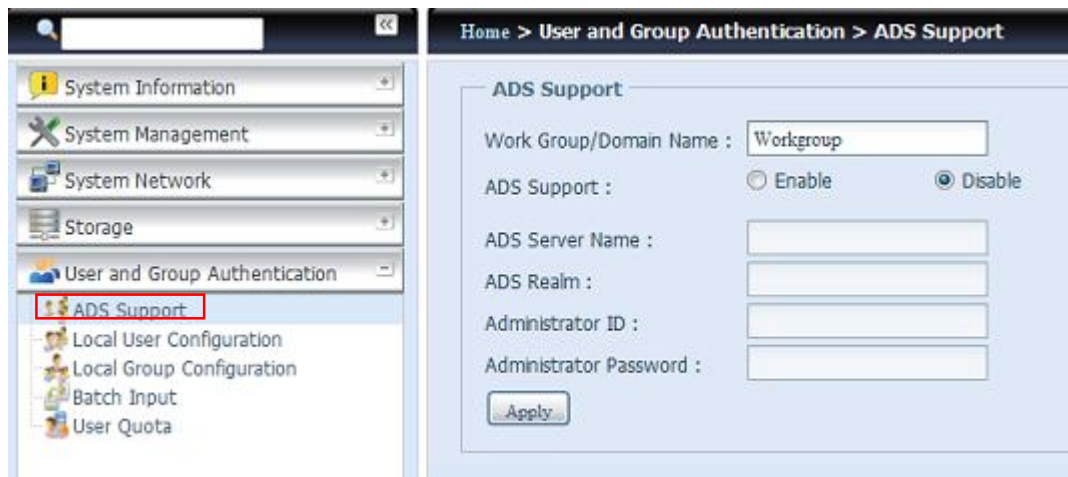 Home > User and Group Authentication > ADS Support
System Information
System Management
System Network
Storage
User and Group Authentication
ADS Support
Local User Configuration
Local Group Configuration
Batch Input
User Quota
ADS Support
Work Group/Domain Name : Workgroup
ADS Support : Enable Disable
ADS Server Name :
ADS Realm :
Administrator ID :
Administrator Password :
Apply